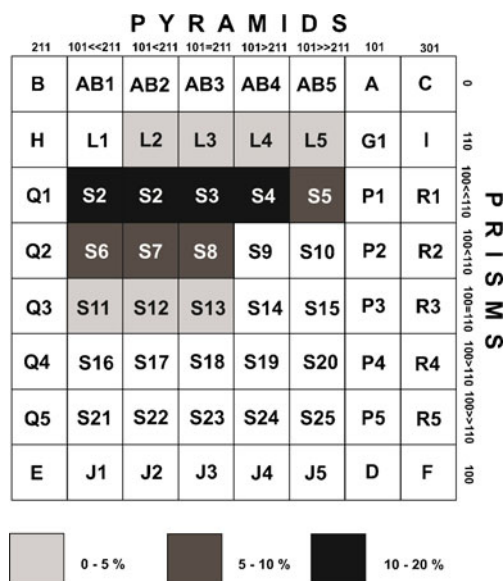 PYRAMIDS
211 101<<211 101<211 101=211 101>211 101>>211 101 301
B AB1 AB2 AB3 AB4 AB5 A C 0
H L1 L2 L3 L4 L5 G1 I 110
Q1 S2 S2 S3 S4 S5 P1 R1 100<<110
Q2 S6 S7 S8 S9 S10 P2 R2 100<110
Q3 S11 S12 S13 S14 S15 P3 R3 100=110
Q4 S16 S17 S18 S19 S20 P4 R4 100>110
Q5 S21 S22 S23 S24 S25 P5 R5 100>>110
E J1 J2 J3 J4 J5 D F 100
PRISMS
0 - 5 % 5 - 10 % 10 - 20 %